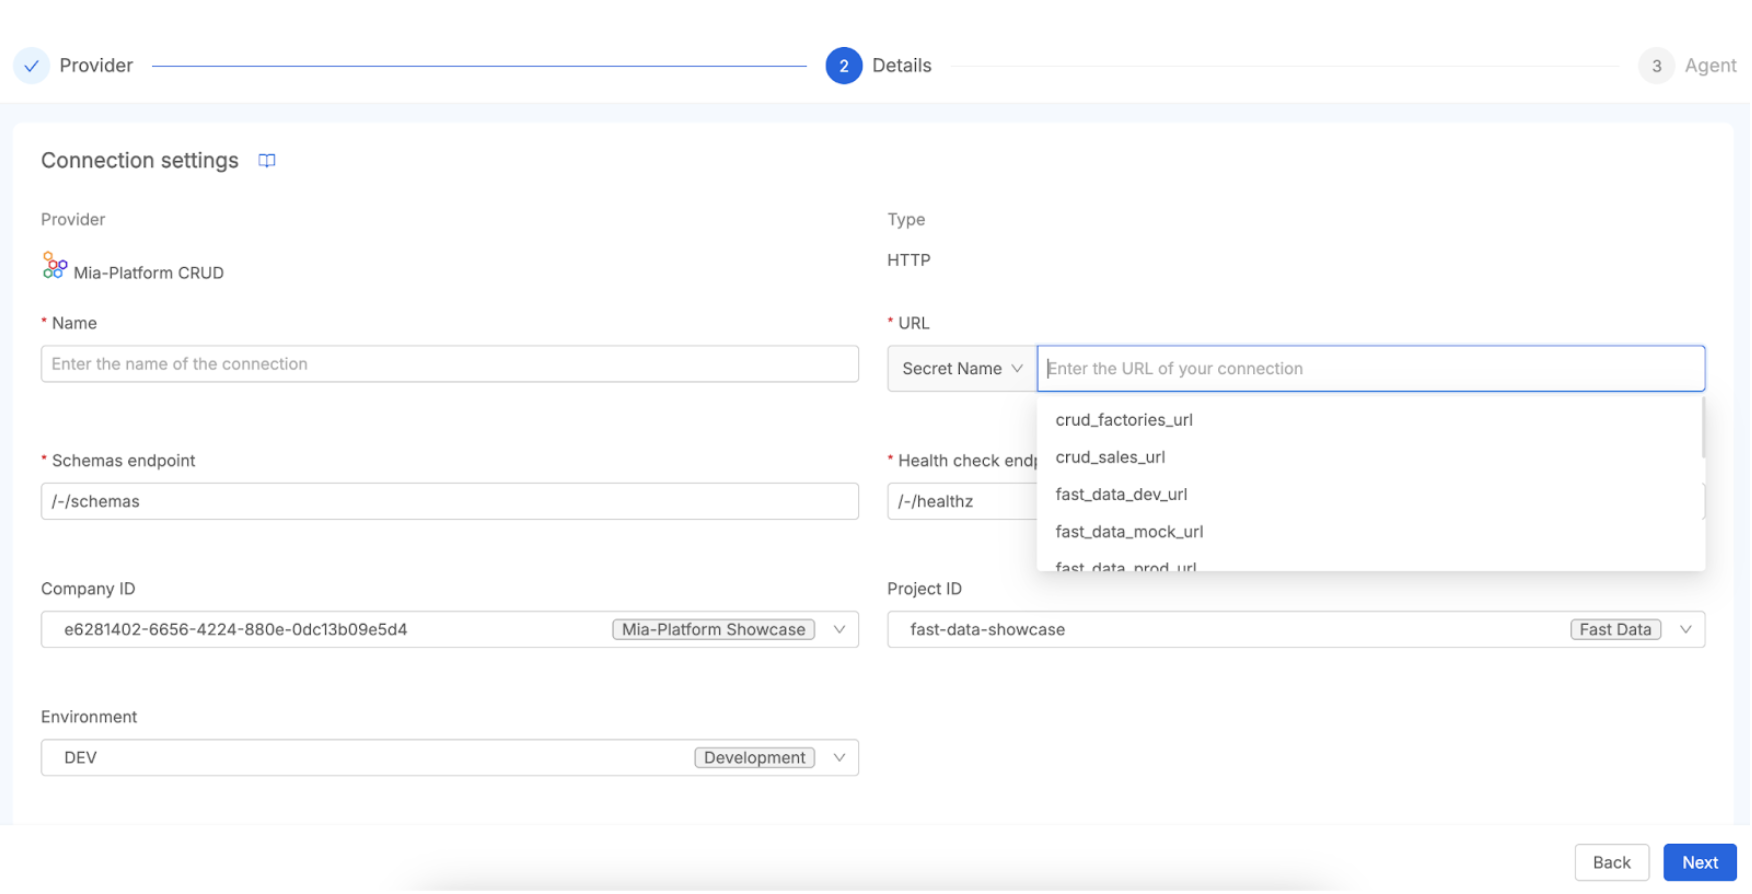 Provider
2 Details
3 Agent
Connection settings
Provider
Type
Mia-Platform CRUD
HTTP
* Name
* URL
Enter the name of the connection
Secret Name
Enter the URL of your connection
crud_factories_url
crud_sales_url
fast_data_dev_url
fast_data_mock_url
fast_data_prod_url
* Schemas endpoint
* Health check endp
/-/schemas
/-/healthz
Company ID
Project ID
e6281402-6656-4224-880e-0dc13b09e5d4 Mia-Platform Showcase
fast-data-showcase Fast Data
Environment
DEV Development
Back Next